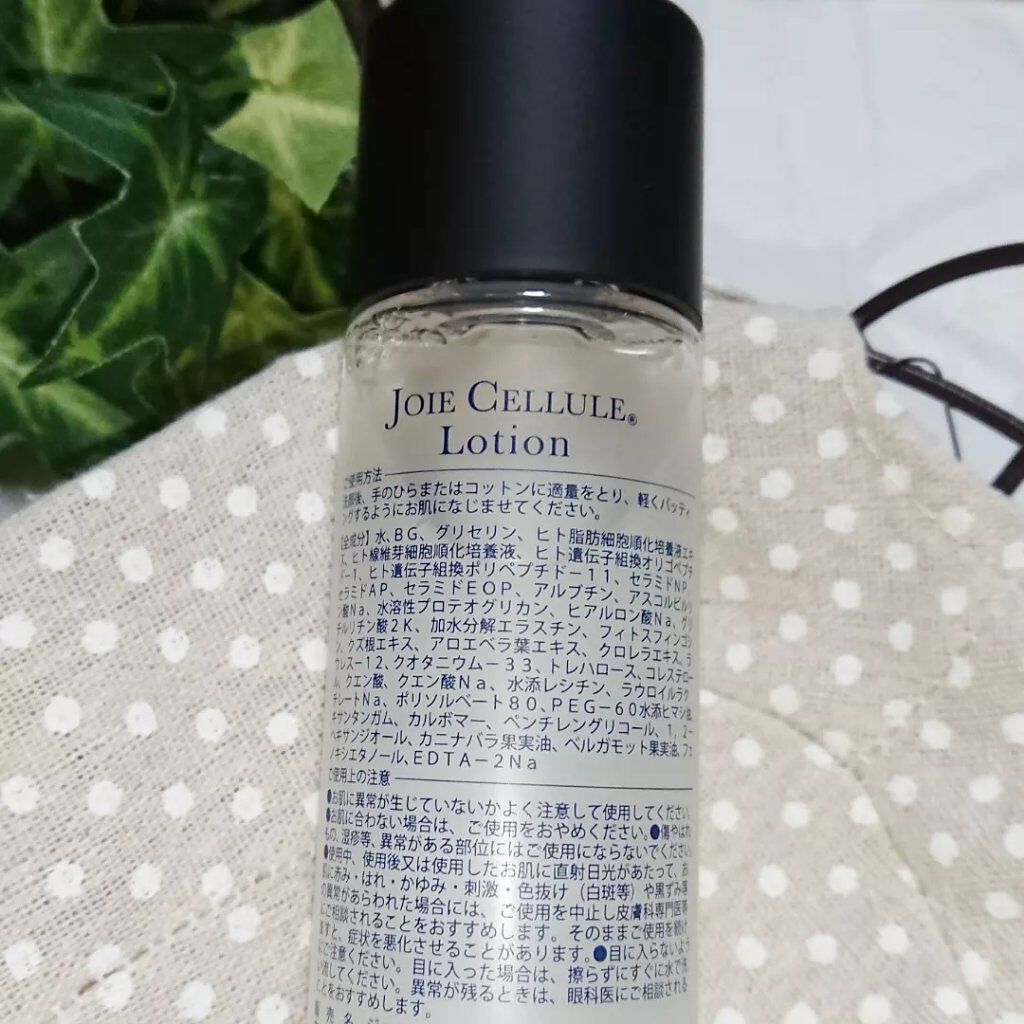 JOIE CELLULE®
Lotion
ご使用方法
洗顔後、手のひらまたはコットンに適量をとり、軽くパッティ
ングするようにお肌になじませてください。
【全成分】水、BG、グリセリン、ヒト脂肪細胞順化培養液エキ
ス、ヒト線維芽細胞順化培養液、ヒト遺伝子組換オリゴペプチ
ド−1、ヒト遺伝子組換ポリペプチド−11、セラミドNP、
セラミドAP、セラミドEOP、アルブチン、アスコルビルリ
ン酸Na、水溶性プロテオグリカン、ヒアルロン酸Na、グリ
チルリチン酸2K、加水分解エラスチン、フィトスフィンゴシ
ン、クズ根エキス、アロエベラ葉エキス、クロレラエキス、ラ
ウレス−12、クオタニウム−33、トレハロース、コレステロー
ル、クエン酸、クエン酸Na、水添レシチン、ラウロイルラク
チレートNa、ポリソルベート80、PEG−60水添ヒマシ油、
キサンタンガム、カルボマー、ペンチレングリコール、1,2−
ヘキサンジオール、カニナバラ果実油、ベルガモット果実油、フェ
ノキシエタノール、EDTA−2Na
ご使用上の注意
●お肌に異常が生じていないかよく注意して使用してください。
●お肌に合わない場合は、ご使用をおやめください。●傷やはれ
もの、湿疹等、異常がある部位にはご使用にならないでください。
●使用中、使用後又は使用したお肌に直射日光があたって、お
肌に赤み・はれ・かゆみ・刺激・色抜け（白斑等）や黒ずみ等
の異常があらわれた場合には、ご使用を中止し皮膚科専門医等
にご相談されることをおすすめします。そのままご使用を続け
ますと、症状を悪化させることがあります。●目に入らないよう
にご注意ください。目に入った場合は、擦らずにすぐに水で洗
い流してください。異常が残るときは、眼科医にご相談される
ことをおすすめします。
販売名